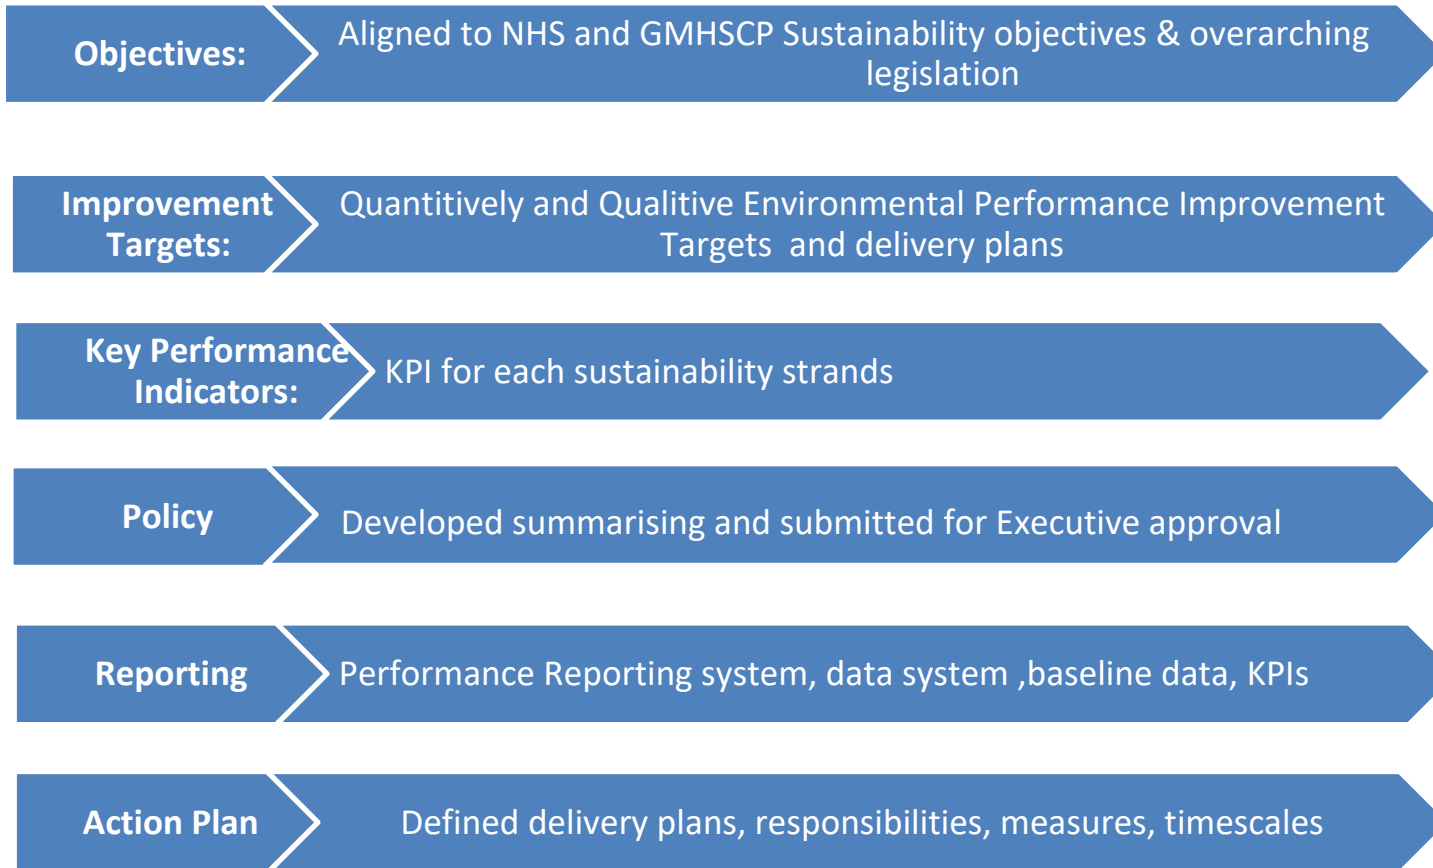 Objectives:
Aligned to NHS and GMHSCP Sustainability objectives & overarching
legislation
Improvement
Targets:
Quantitively and Qualitive Environmental Performance Improvement
Targets and delivery plans
Key Performance
Indicators:
KPI for each sustainability strands
Policy
Developed summarising and submitted for Executive approval
Reporting
Performance Reporting system, data system ,baseline data, KPIs
Action Plan
Defined delivery plans, responsibilities, measures, timescales